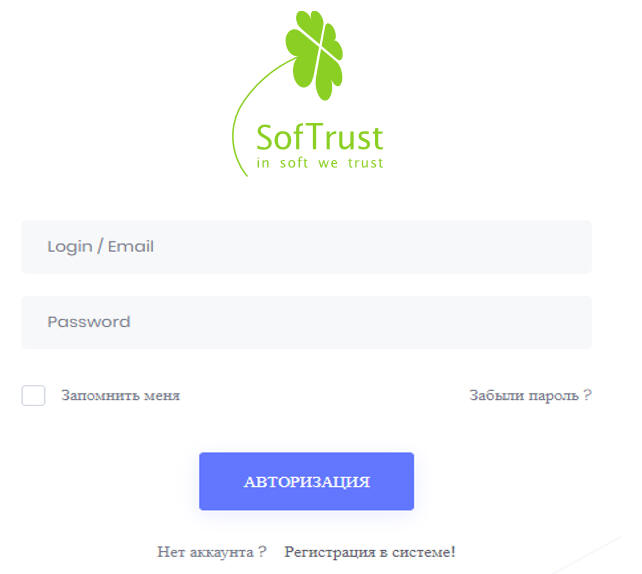 SofTrust
in soft we trust
Login / Email
Password
Запомнить меня Забыли пароль ?
АВТОРИЗАЦИЯ
Нет аккаунта ? Регистрация в системе!